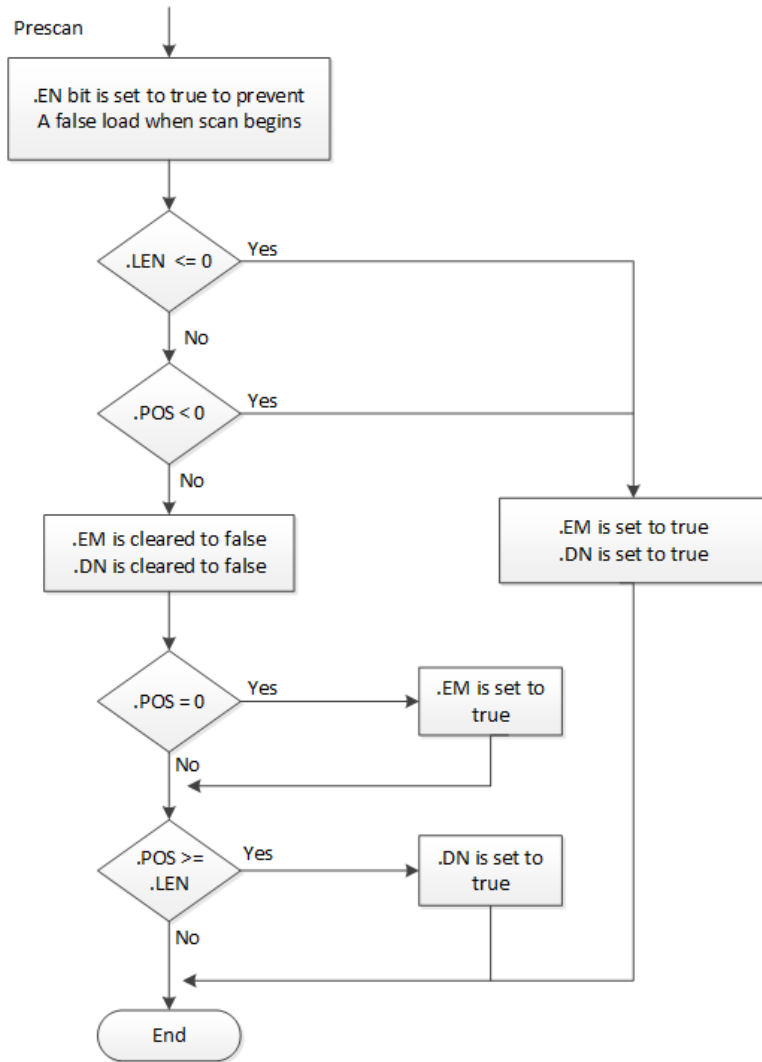 Prescan
.EN bit is set to true to prevent
A false load when scan begins
.LEN <= 0
Yes
No
.POS < 0
Yes
No
.EM is cleared to false
.DN is cleared to false
.EM is set to true
.DN is set to true
.POS = 0
Yes
.EM is set to
true
No
.POS >=
.LEN
Yes
.DN is set to
true
No
End